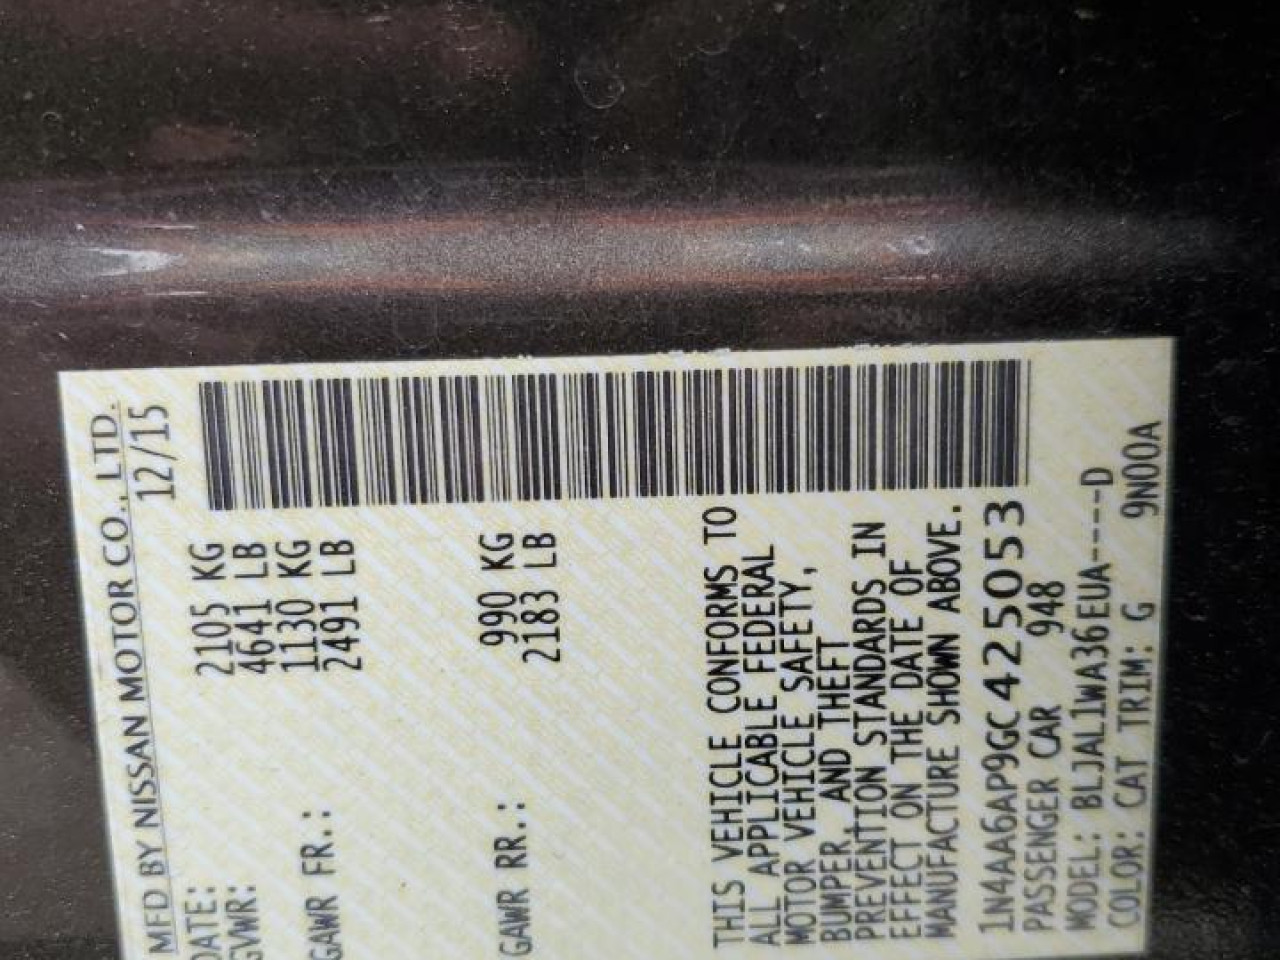 MFD BY NISSAN MOTOR CO., LTD.
DATE: 12/15
GVWR: 2105 KG
4641 LB
GAWR FR.: 1130 KG
2491 LB
GAWR RR.: 990 KG
2183 LB
THIS VEHICLE CONFORMS TO
ALL APPLICABLE FEDERAL
MOTOR VEHICLE SAFETY,
BUMPER, AND THEFT
PREVENTION STANDARDS IN
EFFECT ON THE DATE OF
MANUFACTURE SHOWN ABOVE.
1N4AA6AP9GC425053
PASSENGER CAR 948
MODEL: BLJAL1WA36EUA----D
COLOR: CAT TRIM: G 9N00A